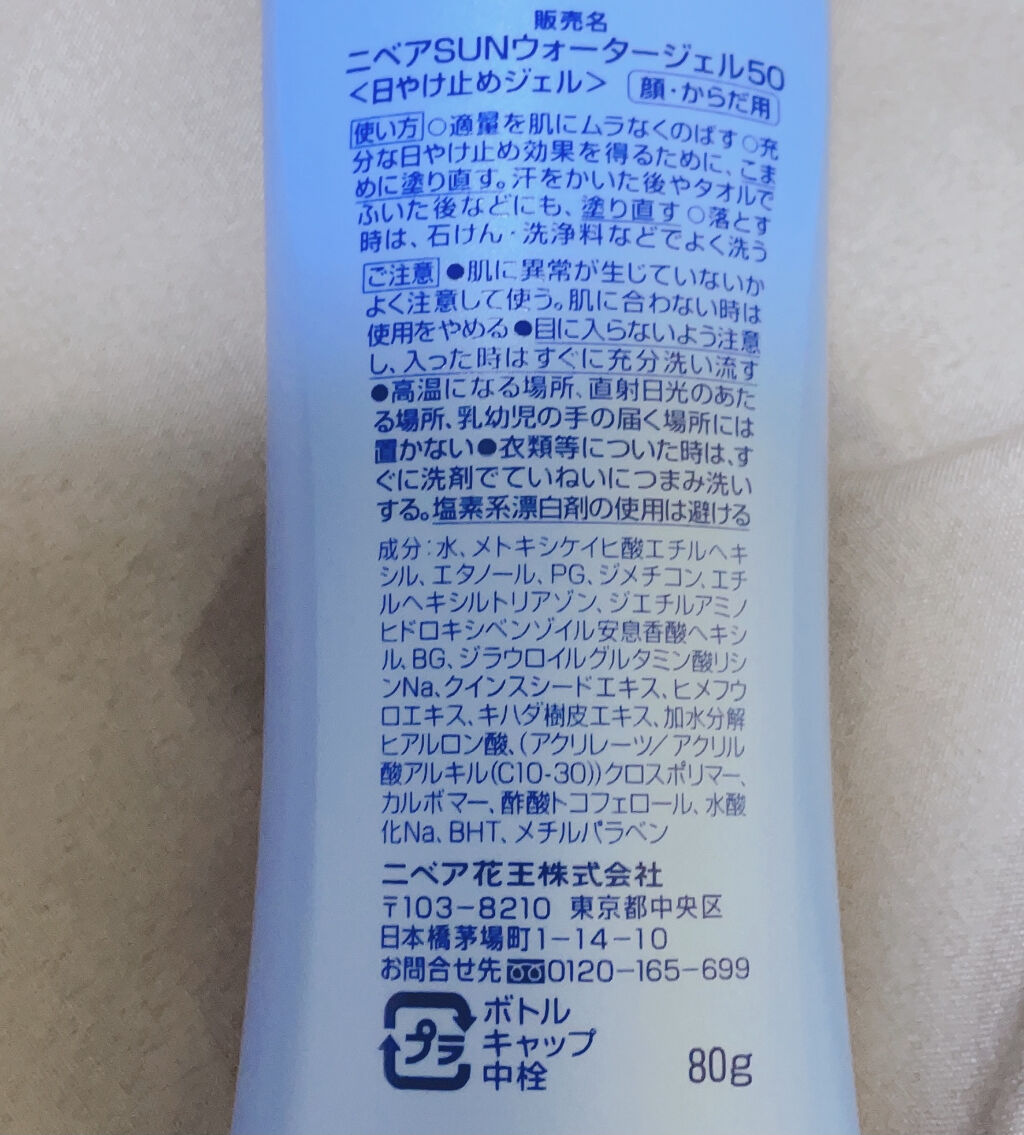 販売名
ニベアSUNウォータージェル50
<日やけ止めジェル> 顔・からだ用
使い方 ○適量を肌にムラなくのばす○充
分な日やけ止め効果を得るために、こま
めに塗り直す。汗をかいた後やタオルで
ふいた後などにも、塗り直す ○落とす
時は、石けん・洗浄料などでよく洗う
ご注意 ●肌に異常が生じていないか
よく注意して使う。肌に合わない時は
使用をやめる ●目に入らないよう注意
し、入った時はすぐに充分洗い流す
●高温になる場所、直射日光のあた
る場所、乳幼児の手の届く場所には
置かない●衣類等についた時は、す
ぐに洗剤でていねいにつまみ洗い
する。塩素系漂白剤の使用は避ける
成分：水、メトキシケイヒ酸エチルヘキ
シル、エタノール、PG、ジメチコン、エチ
ルヘキシルトリアゾン、ジエチルアミノ
ヒドロキシベンゾイル安息香酸ヘキシ
ル、BG、ジラウロイルグルタミン酸リシ
ンNa、クインスシードエキス、ヒメフウ
ロエキス、キハダ樹皮エキス、加水分解
ヒアルロン酸、(アクリレーツ/アクリル
酸アルキル(C10-30))クロスポリマー、
カルボマー、酢酸トコフェロール、水酸
化Na、BHT、メチルパラベン
ニベア花王株式会社
〒103-8210 東京都中央区
日本橋茅場町1-14-10
お問合せ先 0120-165-699
プラ ボトル
キャップ
中栓
80g